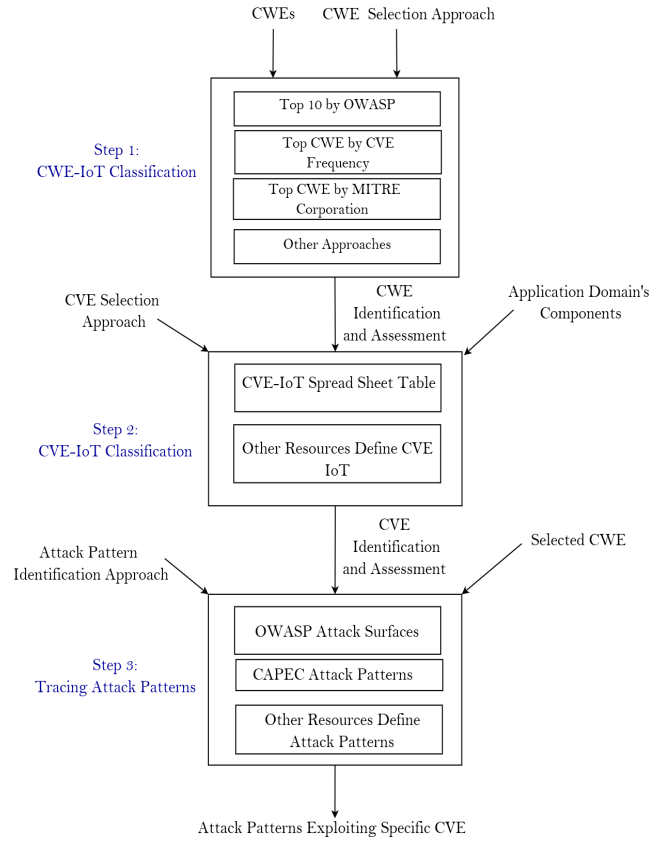 CWEs
CWE Selection Approach
Top 10 by OWASP
Step 1:
CWE-IoT Classification
Top CWE by CVE
Frequency
Top CWE by MITRE
Corporation
Other Approaches
CVE Selection
Approach
CWE
Identification
and Assessment
Application Domain's
Components
CVE-IoT Spread Sheet Table
Step 2:
CVE-IoT Classification
Other Resources Define CVE
IoT
Attack Pattern
Identification Approach
CVE
Identification
and Assessment
Selected CWE
OWASP Attack Surfaces
Step 3:
Tracing Attack Patterns
CAPEC Attack Patterns
Other Resources Define
Attack Patterns
Attack Patterns Exploiting Specific CVE